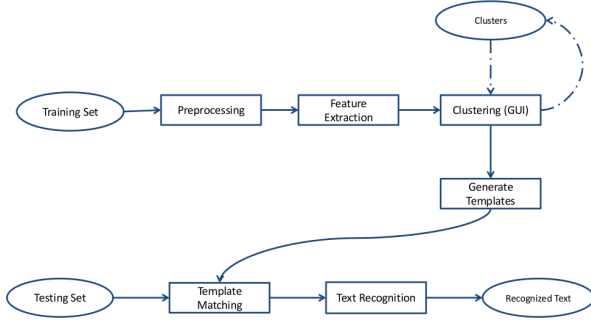 Clusters
Training Set
Preprocessing
Feature
Extraction
Clustering (GUI)
Generate
Templates
Testing Set
Template
Matching
Text Recognition
Recognized Text